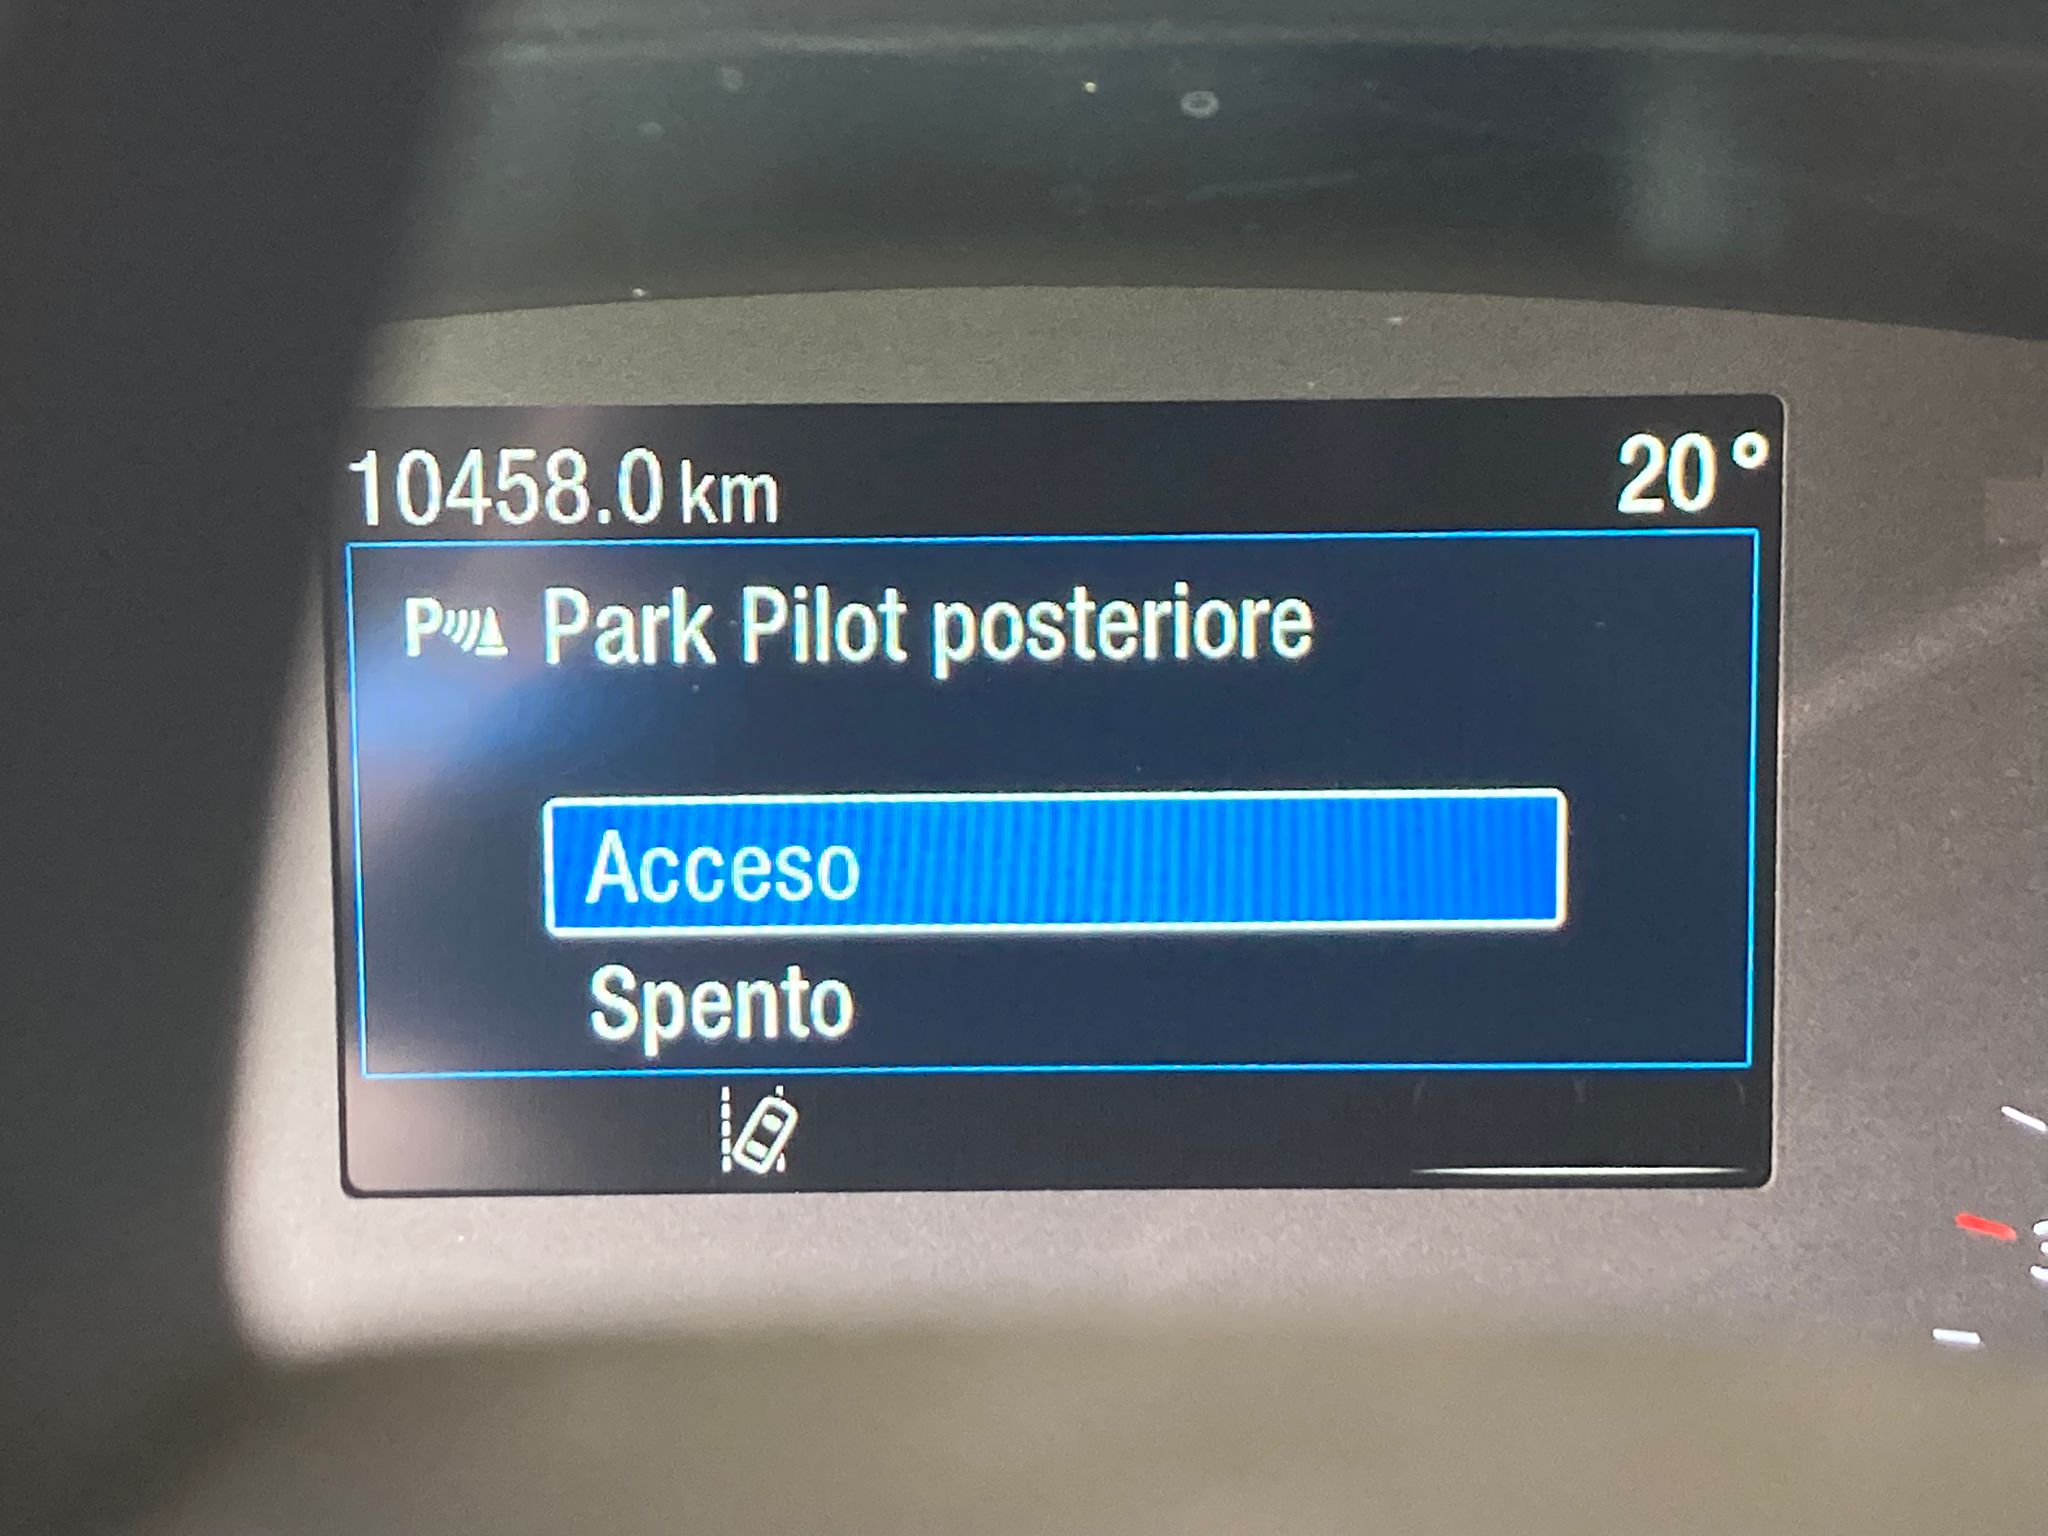 10458.0 km 20°
P Park Pilot posteriore
Acceso
Spento